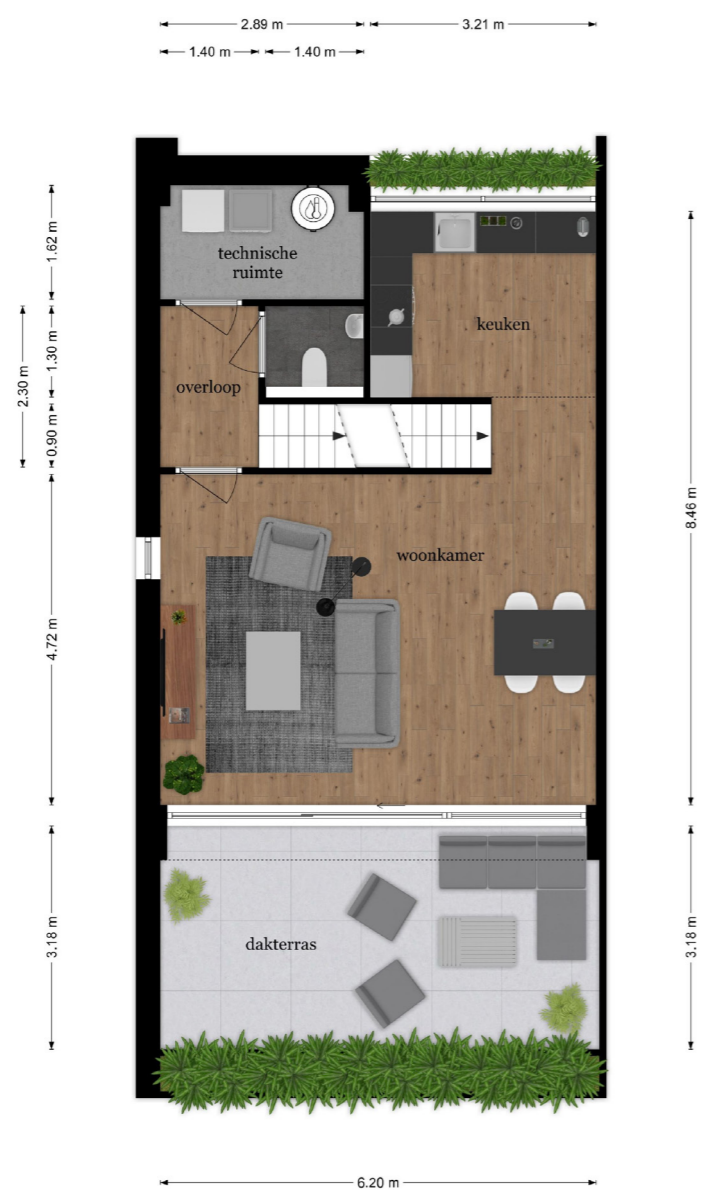 2.89 m
3.21 m
1.40 m
1.40 m
1.62 m
technische
ruimte
keuken
1.30 m
2.30 m
overloop
0.90 m
8.46 m
woonkamer
4.72 m
3.18 m
dakterras
3.18 m
6.20 m